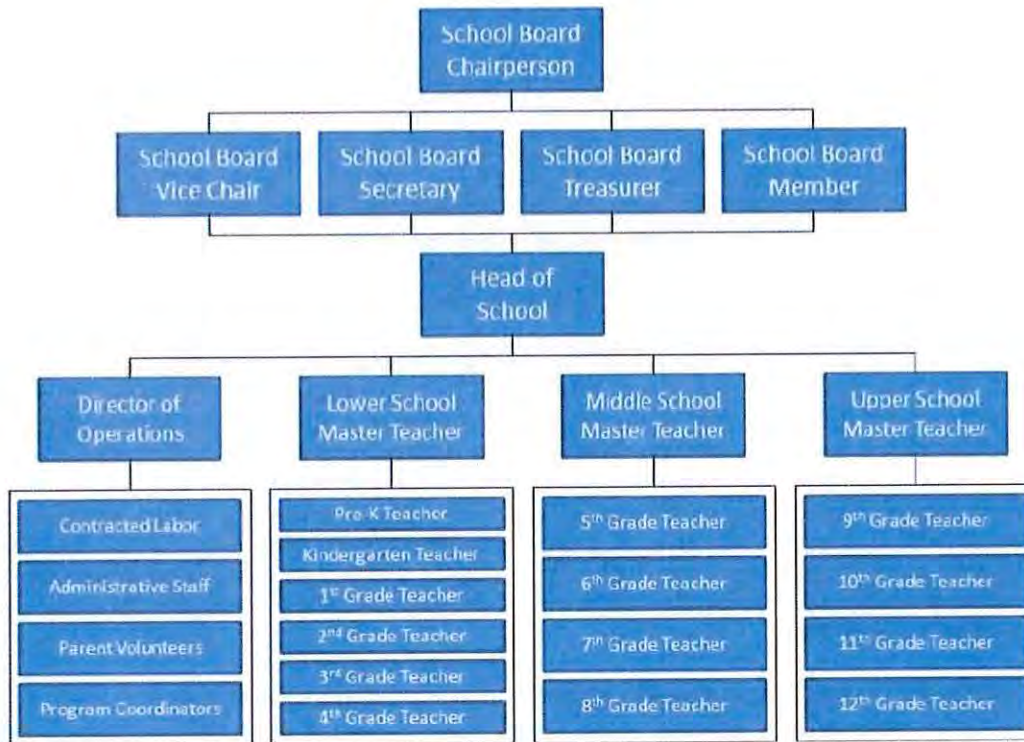 School Board
Chairperson
School Board
Vice Chair
School Board
Secretary
School Board
Treasurer
School Board
Member
Head of
School
Director of
Operations
Lower School
Master Teacher
Middle School
Master Teacher
Upper School
Master Teacher
Contracted Labor
Administrative Staff
Parent Volunteers
Program Coordinators
Pre-K Teacher
Kindergarten Teacher
1st Grade Teacher
2nd Grade Teacher
3rd Grade Teacher
4th Grade Teacher
5th Grade Teacher
6th Grade Teacher
7th Grade Teacher
8th Grade Teacher
9th Grade Teacher
10th Grade Teacher
11th Grade Teacher
12th Grade Teacher